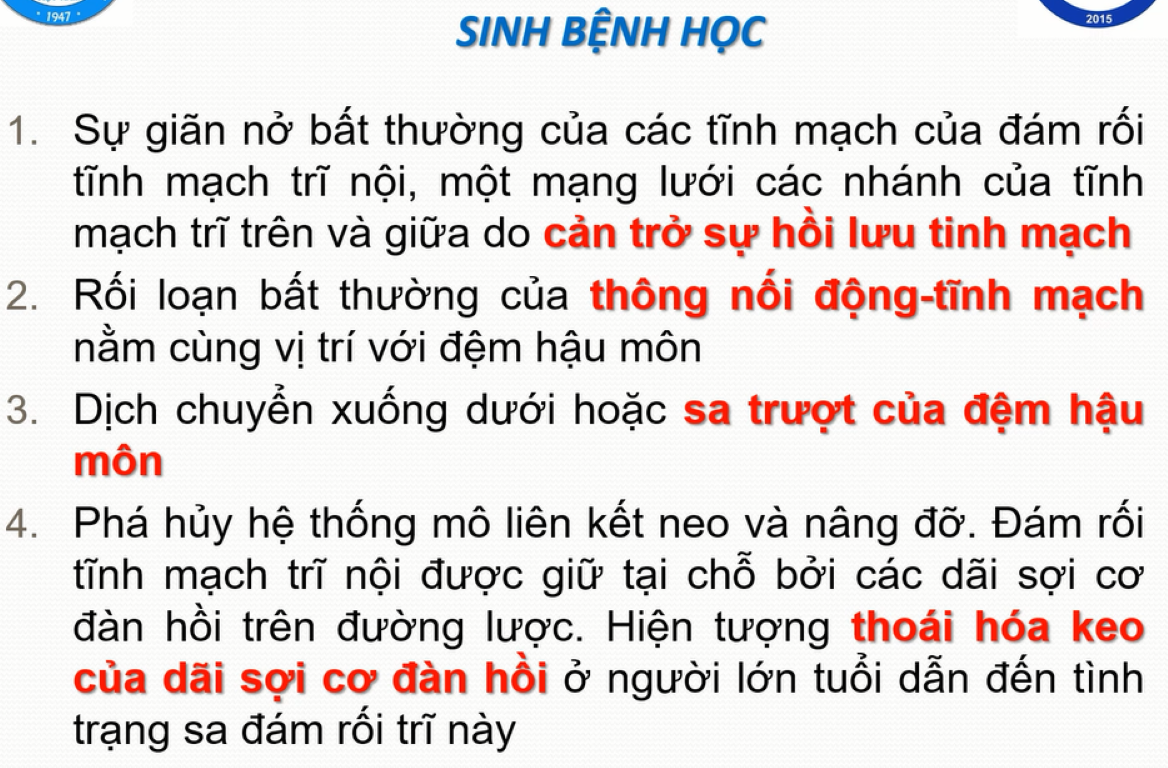 · 1947 ·
2015
SINH BỆNH HỌC
1. Sự giãn nở bất thường của các tĩnh mạch của đám rối
tĩnh mạch trĩ nội, một mạng lưới các nhánh của tĩnh
mạch trĩ trên và giữa do cản trở sự hồi lưu tinh mạch
2. Rối loạn bất thường của thông nối động-tĩnh mạch
nằm cùng vị trí với đệm hậu môn
3. Dịch chuyển xuống dưới hoặc sa trượt của đệm hậu
môn
4. Phá hủy hệ thống mô liên kết neo và nâng đỡ. Đám rối
tĩnh mạch trĩ nội được giữ tại chỗ bởi các dãi sợi cơ
đàn hồi trên đường lược. Hiện tượng thoái hóa keo
của dãi sợi cơ đàn hồi ở người lớn tuổi dẫn đến tình
trạng sa đám rối trĩ này